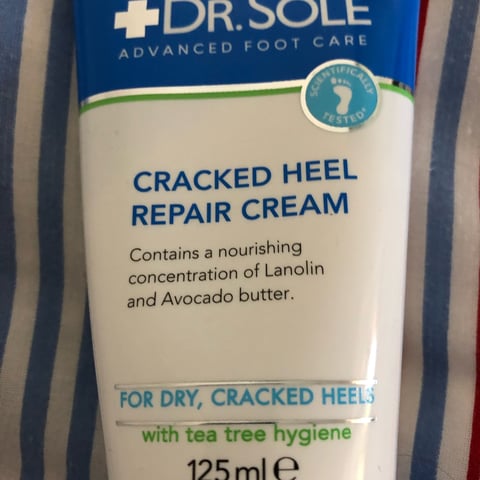 DR. SOLE
ADVANCED FOOT CARE
SCIENTIFICALLY
TESTED
CRACKED HEEL
REPAIR CREAM
Contains a nourishing
concentration of Lanolin
and Avocado butter.
FOR DRY, CRACKED HEELS
with tea tree hygiene
125ml e